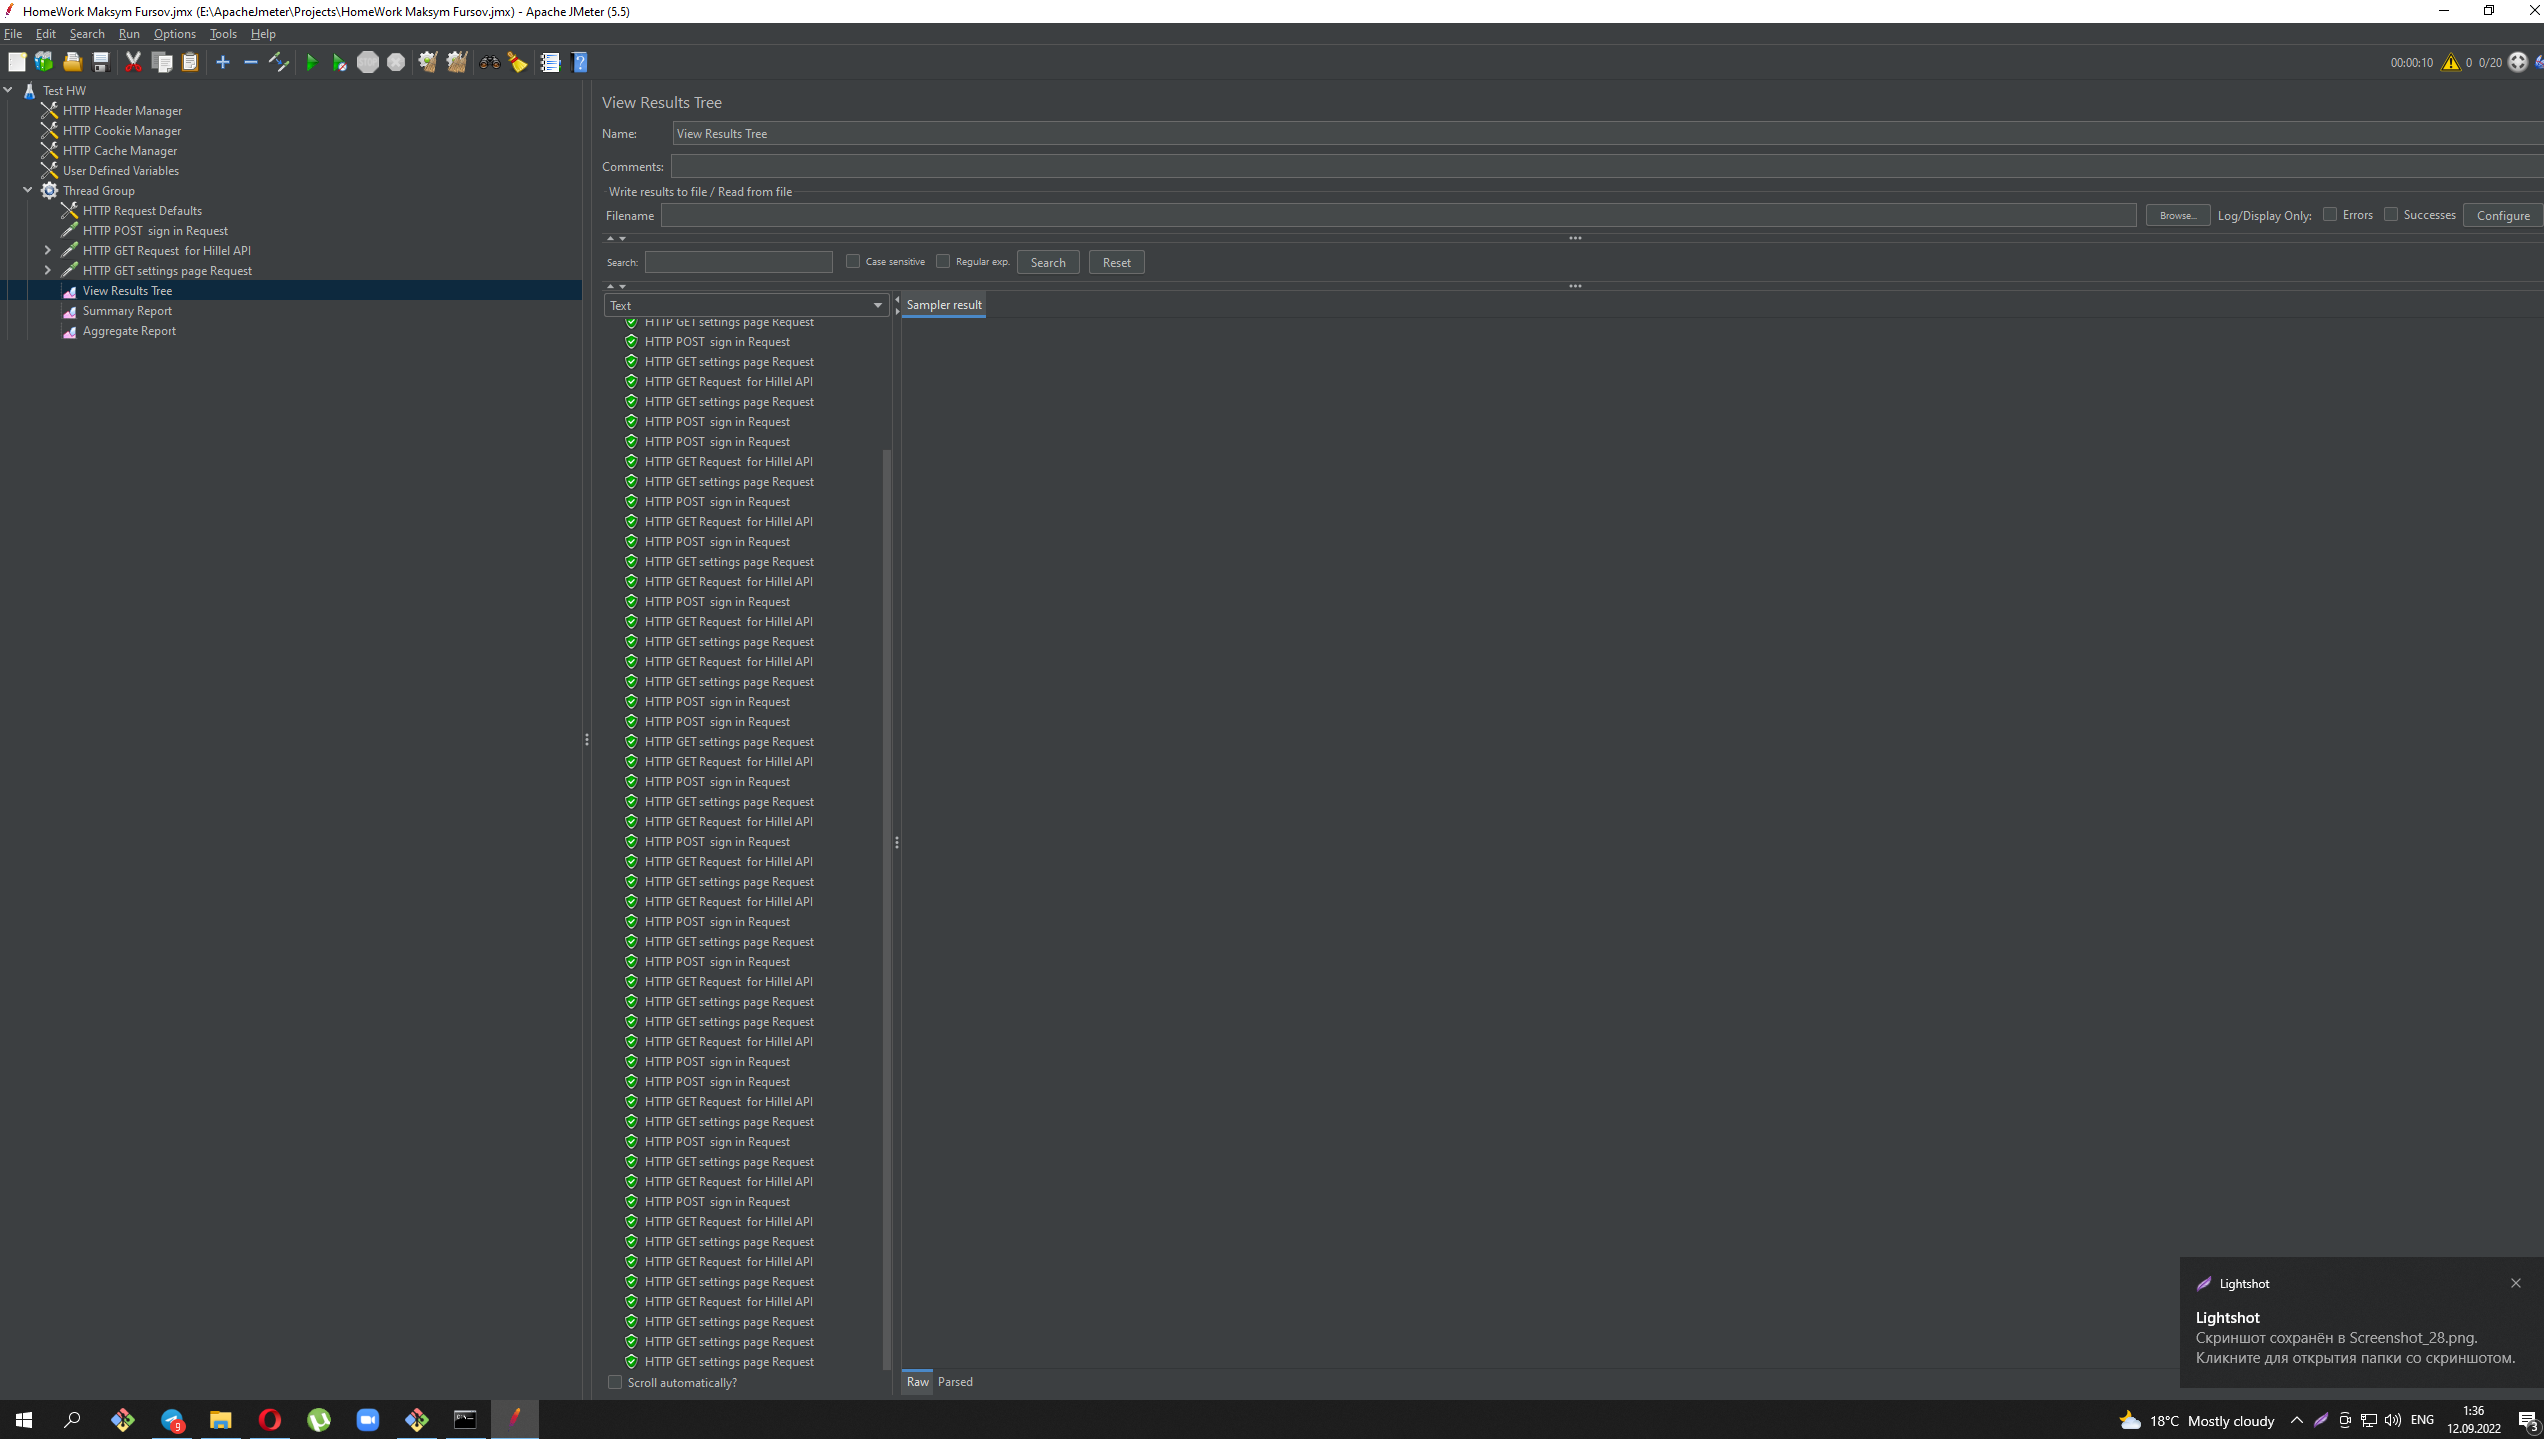 HomeWork Maksym Fursov.jmx (E:\ApacheJmeter\Projects\HomeWork Maksym Fursov.jmx) - Apache JMeter (5.5)
File Edit Search Run Options Tools Help
00:00:10 0 0/20
Test HW
HTTP Header Manager
HTTP Cookie Manager
HTTP Cache Manager
User Defined Variables
Thread Group
HTTP Request Defaults
HTTP POST sign in Request
HTTP GET Request for Hillel API
HTTP GET settings page Request
View Results Tree
Summary Report
Aggregate Report
View Results Tree
Name: View Results Tree
Comments:
Write results to file / Read from file
Filename Browse... Log/Display Only: Errors Successes Configure
Search: Case sensitive Regular exp. Search Reset
Text
Sampler result
HTTP GET settings page Request
HTTP POST sign in Request
HTTP GET settings page Request
HTTP GET Request for Hillel API
HTTP GET settings page Request
HTTP POST sign in Request
HTTP POST sign in Request
HTTP GET Request for Hillel API
HTTP GET settings page Request
HTTP POST sign in Request
HTTP GET Request for Hillel API
HTTP POST sign in Request
HTTP GET settings page Request
HTTP GET Request for Hillel API
HTTP POST sign in Request
HTTP GET Request for Hillel API
HTTP GET settings page Request
HTTP GET Request for Hillel API
HTTP GET settings page Request
HTTP POST sign in Request
HTTP POST sign in Request
HTTP GET settings page Request
HTTP GET Request for Hillel API
HTTP POST sign in Request
HTTP GET settings page Request
HTTP GET Request for Hillel API
HTTP POST sign in Request
HTTP GET Request for Hillel API
HTTP GET settings page Request
HTTP GET Request for Hillel API
HTTP POST sign in Request
HTTP GET settings page Request
HTTP POST sign in Request
HTTP GET Request for Hillel API
HTTP GET settings page Request
HTTP GET settings page Request
HTTP GET Request for Hillel API
HTTP POST sign in Request
HTTP POST sign in Request
HTTP GET Request for Hillel API
HTTP GET settings page Request
HTTP POST sign in Request
HTTP GET settings page Request
HTTP GET Request for Hillel API
HTTP POST sign in Request
HTTP GET Request for Hillel API
HTTP GET settings page Request
HTTP GET Request for Hillel API
HTTP GET settings page Request
HTTP GET Request for Hillel API
HTTP GET settings page Request
HTTP GET settings page Request
HTTP GET settings page Request
Scroll automatically?
Raw Parsed
Lightshot
Lightshot
Скриншот сохранён в Screenshot_28.png.
Кликните для открытия папки со скриншотом.
9
18°C Mostly cloudy ENG
1:36
12.09.2022
3